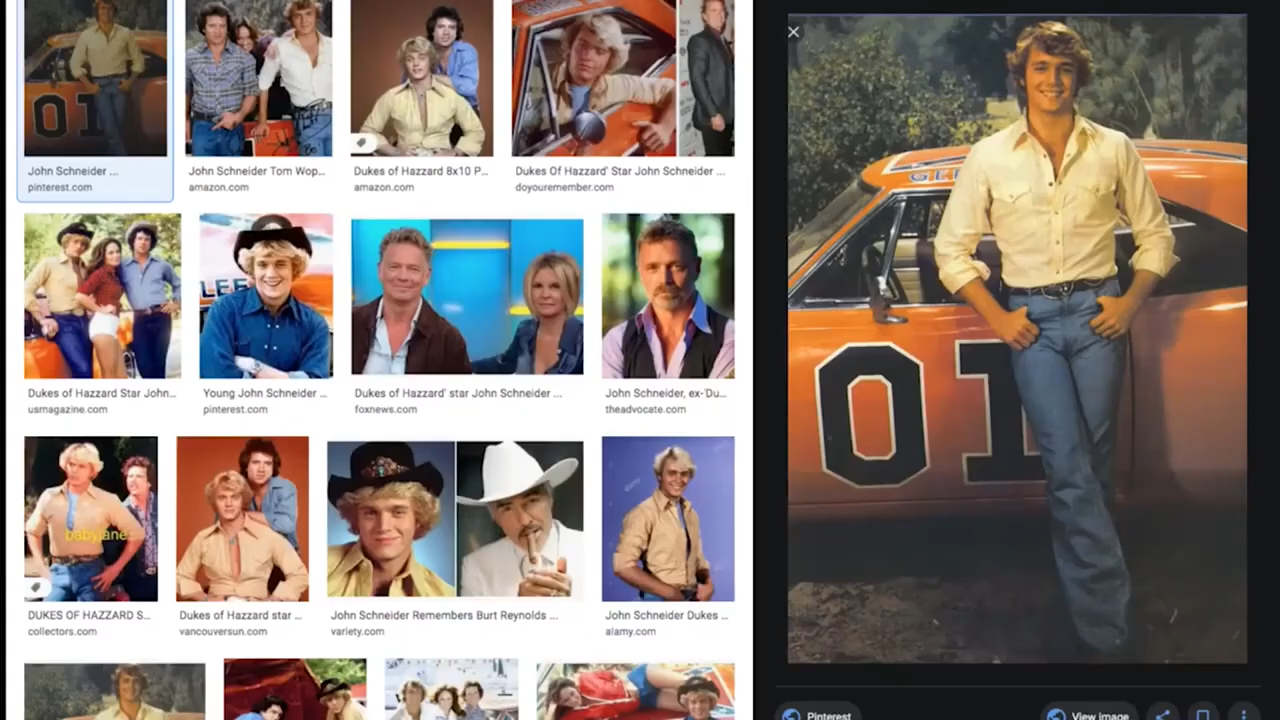 01
John Schneider ...
pinterest.com
John Schneider Tom Wop...
amazon.com
Dukes of Hazzard 8x10 P...
amazon.com
Dukes Of Hazzard' Star John Schneider ...
doyouremember.com
LEE
Dukes of Hazzard Star John...
usmagazine.com
Young John Schneider ...
pinterest.com
Dukes of Hazzard' star John Schneider ...
foxnews.com
John Schneider, ex-'Du...
theadvocate.com
babyjane
DUKES OF HAZZARD S...
collectors.com
Dukes of Hazzard star ...
vancouversun.com
John Schneider Remembers Burt Reynolds ...
variety.com
John Schneider Dukes ...
alamy.com
GE
01
Pinterest
View image